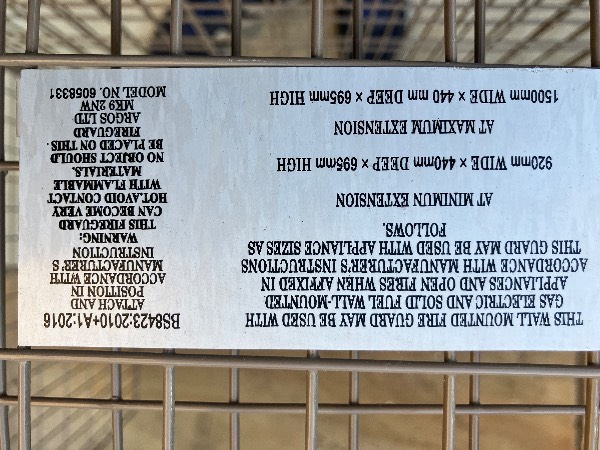 THIS WALL MOUNTED FIRE GUARD MAY BE USED WITH
GAS ELECTRIC AND SOLID FUEL WALL-MOUNTED.
APPLIANCES AND OPEN FIRES WHEN AFFIXED IN
ACCORDANCE WITH MANUFACTURER'S INSTRUCTIONS
THIS GUARD MAY BE USED WITH APPLIANCE SIZES AS
FOLLOWS.
AT MINIMUN EXTENSION
920mm WIDE × 440mm DEEP × 695mm HIGH
AT MAXIMUM EXTENSION
1500mm WIDE × 440 mm DEEP × 695mm HIGH
BS8423:2010+A1:2016
ATTACH AND
POSITION IN
ACCORDANCE WITH
MANUFACTURER'S
INSTRUCTION
WARNING:
THIS FIREGUARD
CAN BECOME VERY
HOT.AVOID CONTACT
WITH FLAMMABLE
MATERIALS.
NO OBJECT SHOULD
BE PLACED ON THIS
FIREGUARD
ARGOS LTD
MK9 2NW
MODEL NO. 6058331